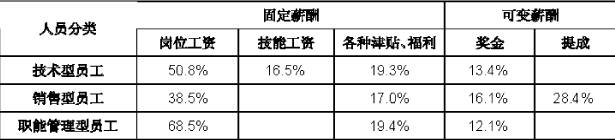 人员分类 固定薪酬 可变薪酬
岗位工资 技能工资 各种津贴、福利 奖金 提成
技术型员工 50.8% 16.5% 19.3% 13.4%
销售型员工 38.5% 17.0% 16.1% 28.4%
职能管理型员工 68.5% 19.4% 12.1%